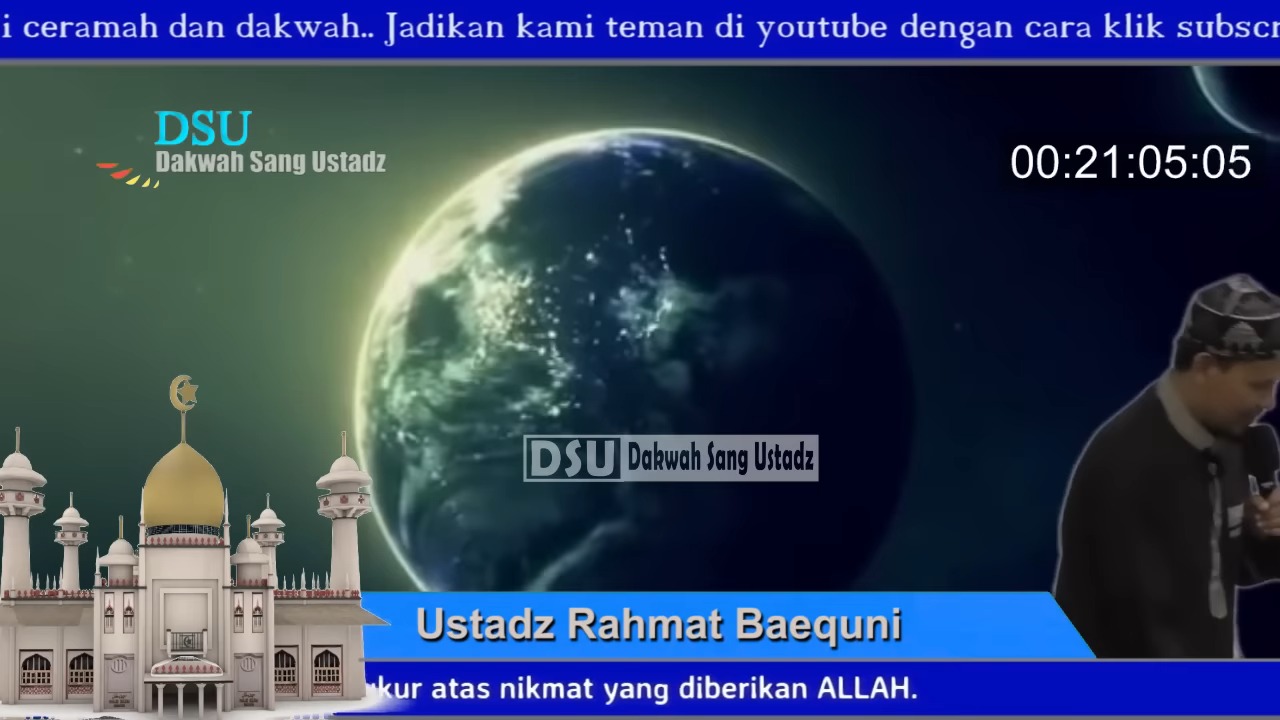 i ceramah dan dakwah.. Jadikan kami teman di youtube dengan cara klik
DSU
Dakwah Sang Ustadz
00:21:05:05
DSU Dakwah Sang Ustadz
Ustadz Rahmat Baequni
atas nikmat yang diberikan ALLAH.